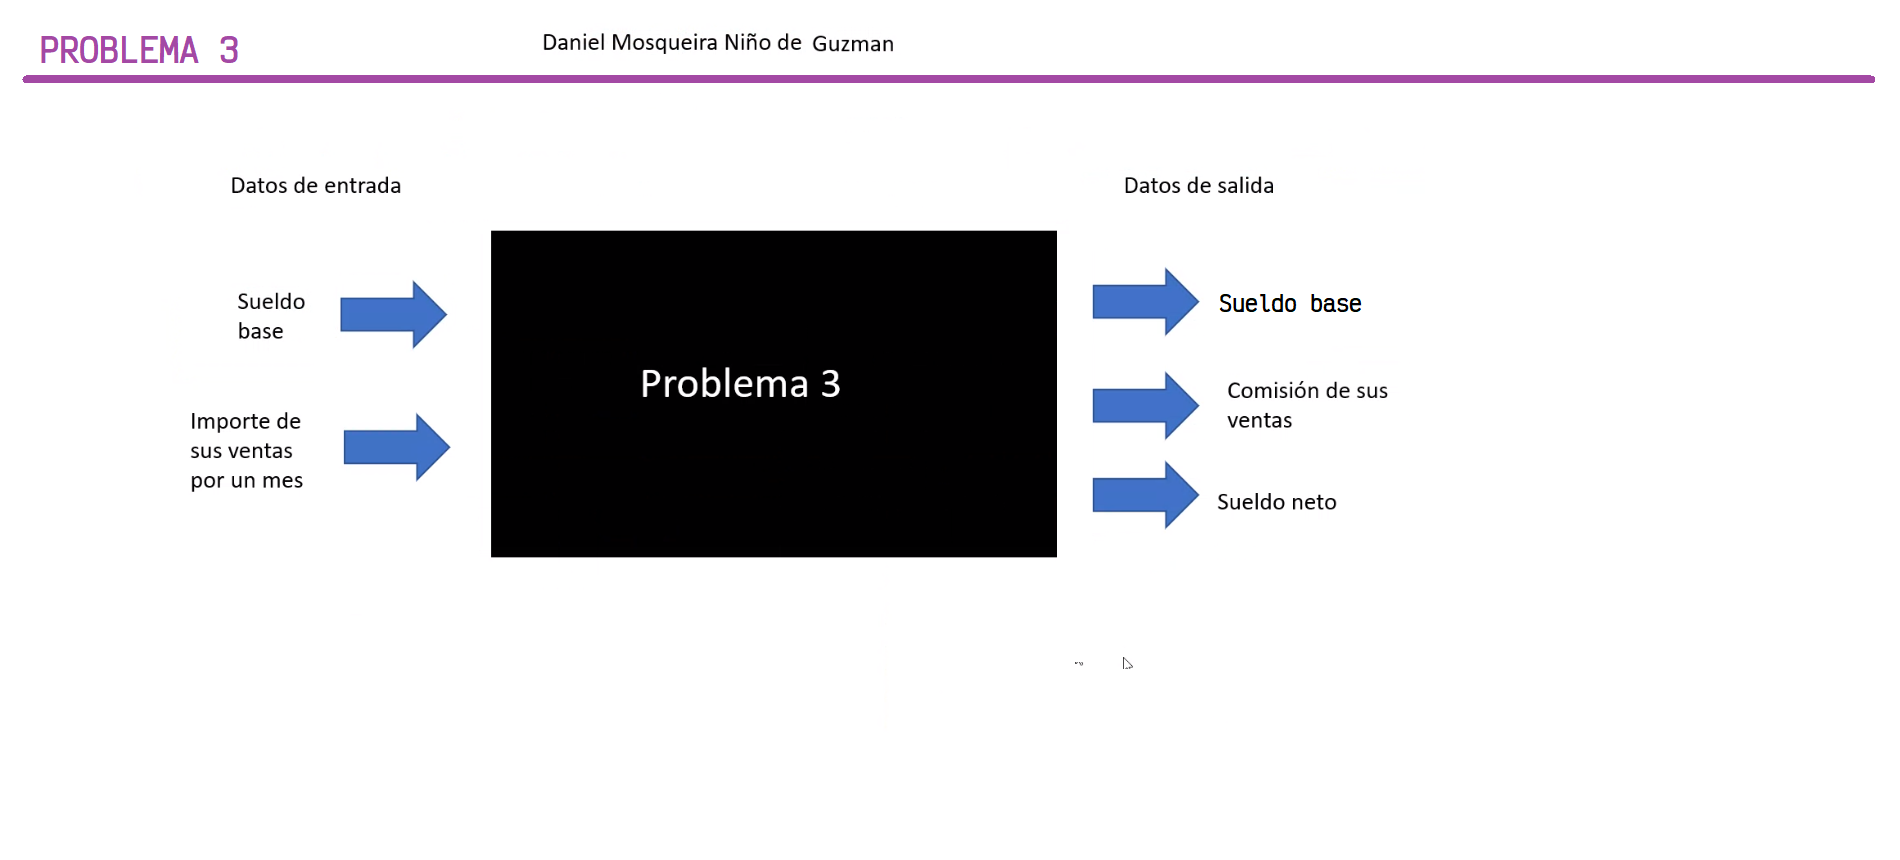 PROBLEMA 3
Daniel Mosqueira Niño de Guzman
Datos de entrada
Datos de salida
Sueldo
base
Importe de
sus ventas
por un mes
Problema 3
Sueldo base
Comisión de sus
ventas
Sueldo neto